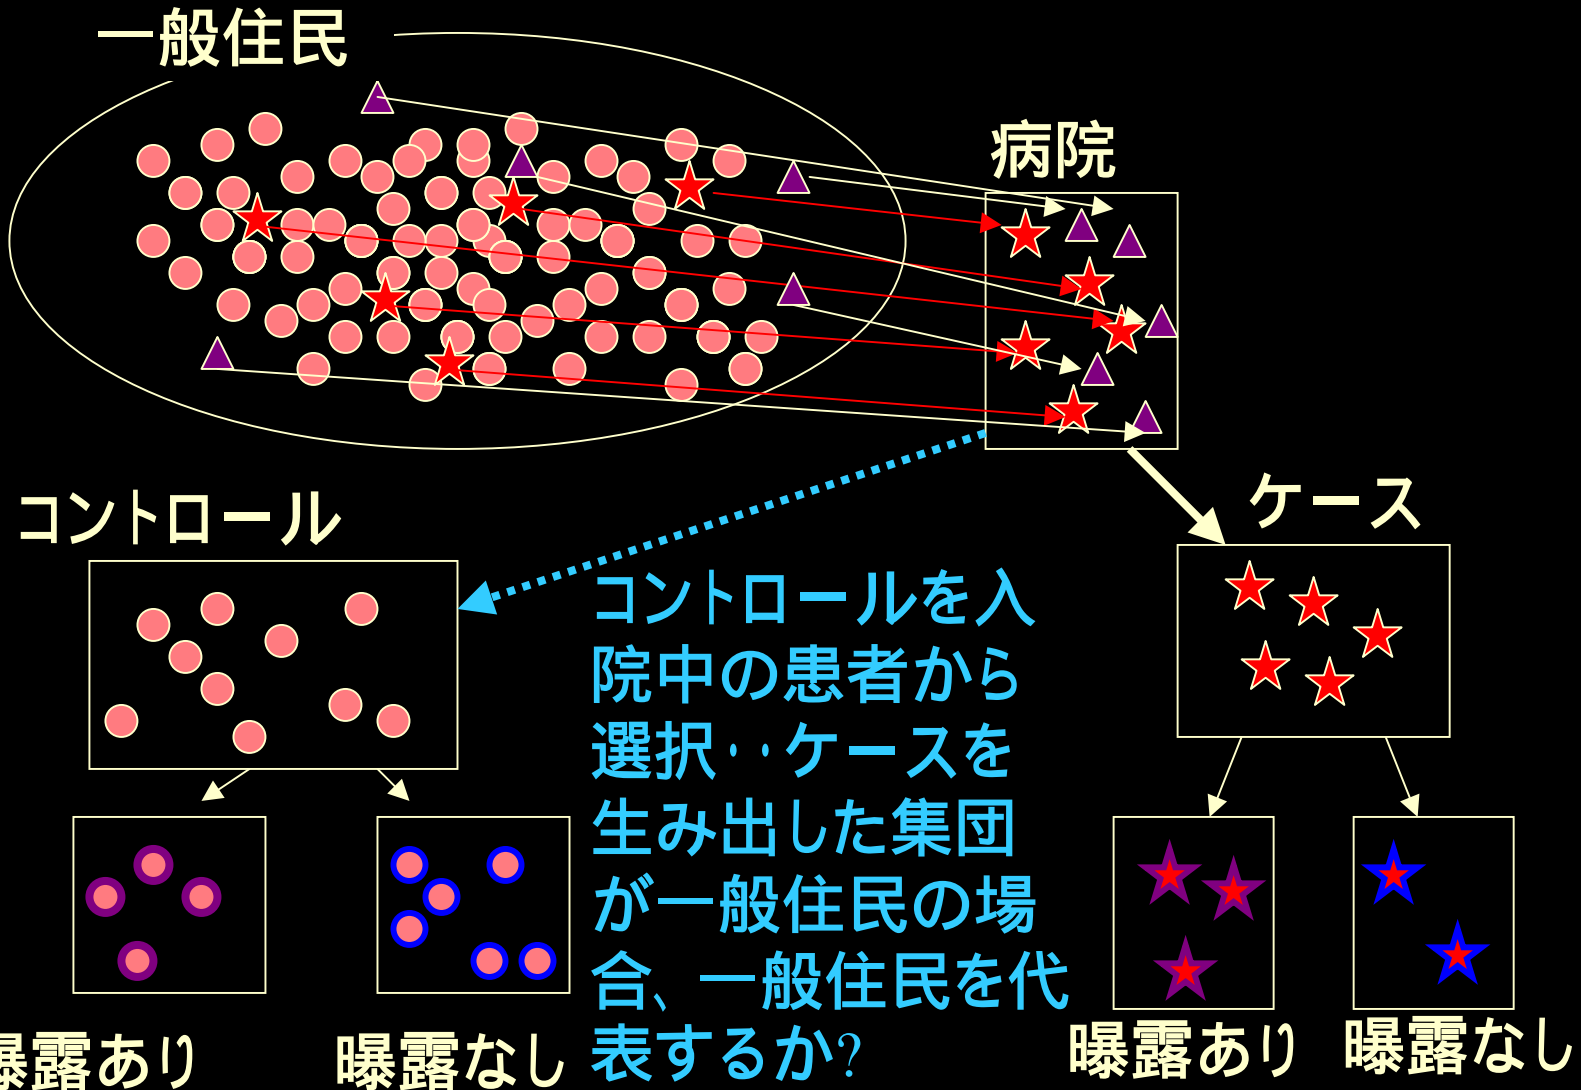 一般住民
病院
コントロール
ケース
コントロールを入
院中の患者から
選択‥ケースを
生み出した集団
が一般住民の場
合、一般住民を代
表するか?
曝露あり
曝露なし
曝露あり
曝露なし